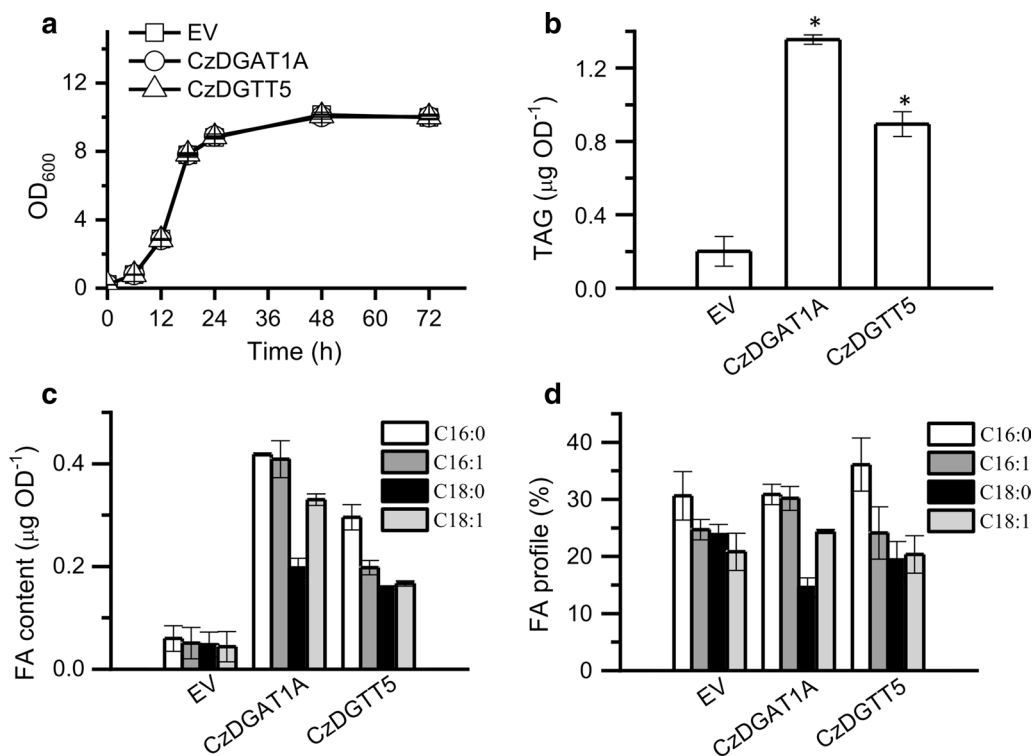 a
EV
CzDGAT1A
CzDGTT5
12
8
4
0
OD600
0 12 24 36 48 60 72
Time (h)
b
*
*
1.2
0.8
0.4
0.0
TAG (μg OD-1)
EV
CzDGAT1A
CzDGTT5
c
C16:0
C16:1
C18:0
C18:1
0.4
0.2
0.0
FA content (μg OD-1)
EV
CzDGAT1A
CzDGTT5
d
C16:0
C16:1
C18:0
C18:1
40
30
20
10
0
FA profile (%)
EV
CzDGAT1A
CzDGTT5